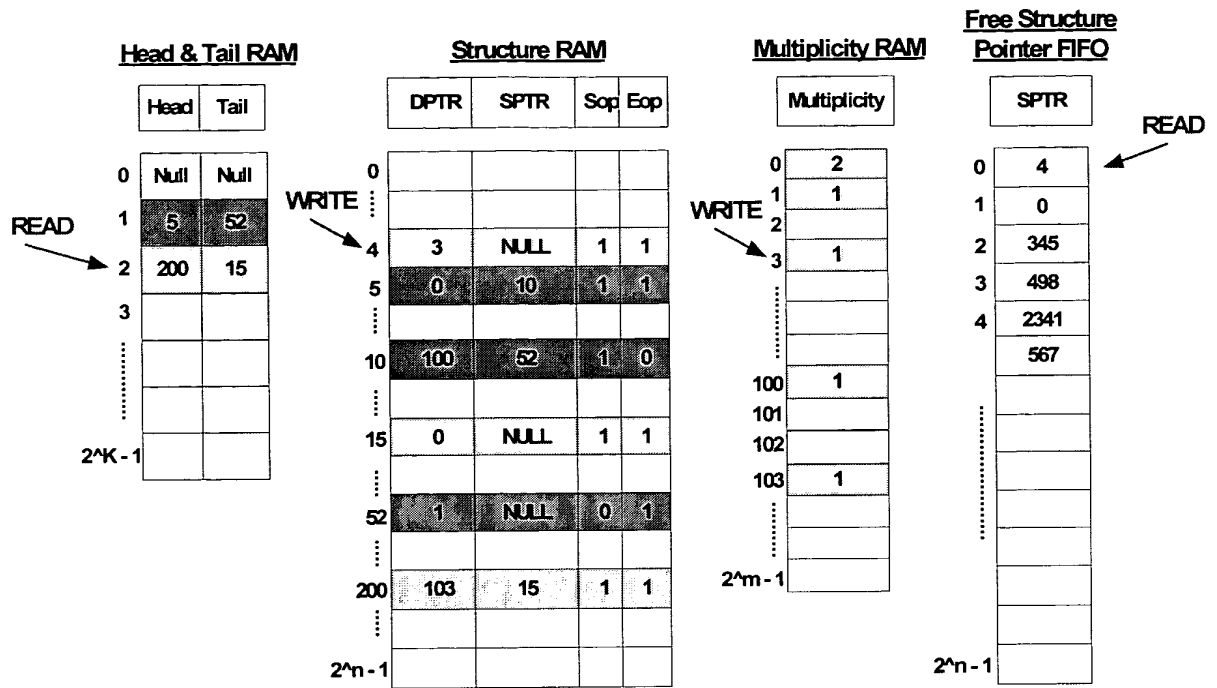 Head & Tail RAM
Head Tail
0 Null Null
1 5 52
READ
2 200 15
3
2^K - 1
Structure RAM
DPTR SPTR Sop Eop
0
WRITE
4 3 NULL 1 1
5 0 10 1 1
10 100 52 1 0
15 0 NULL 1 1
52 1 NULL 0 1
200 103 15 1 1
2^n - 1
Multiplicity RAM
Multiplicity
0 2
1 1
WRITE
2
3 1
100 1
101
102
103 1
2^m - 1
Free Structure
Pointer FIFO
SPTR
READ
0 4
1 0
2 345
3 498
4 2341
567
2^n - 1